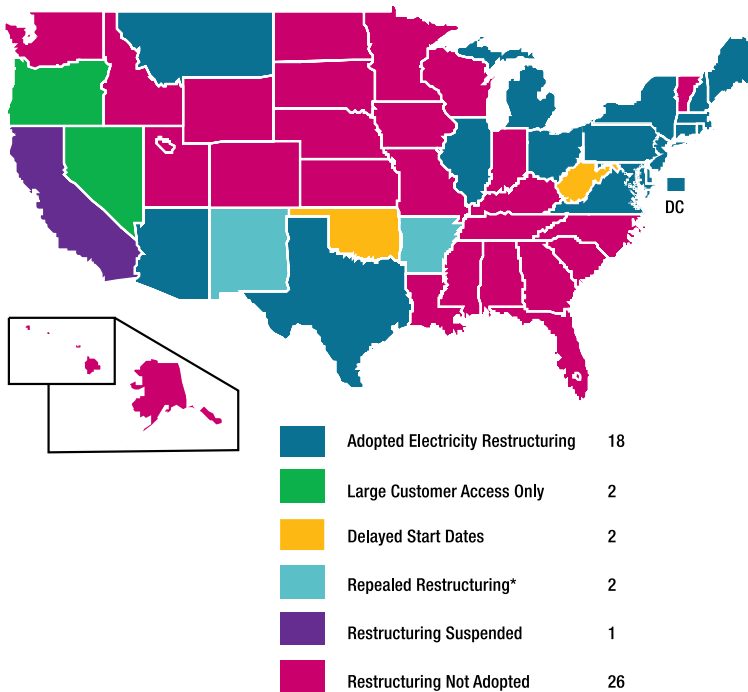 DC
Adopted Electricity Restructuring 18
Large Customer Access Only 2
Delayed Start Dates 2
Repealed Restructuring* 2
Restructuring Suspended 1
Restructuring Not Adopted 26